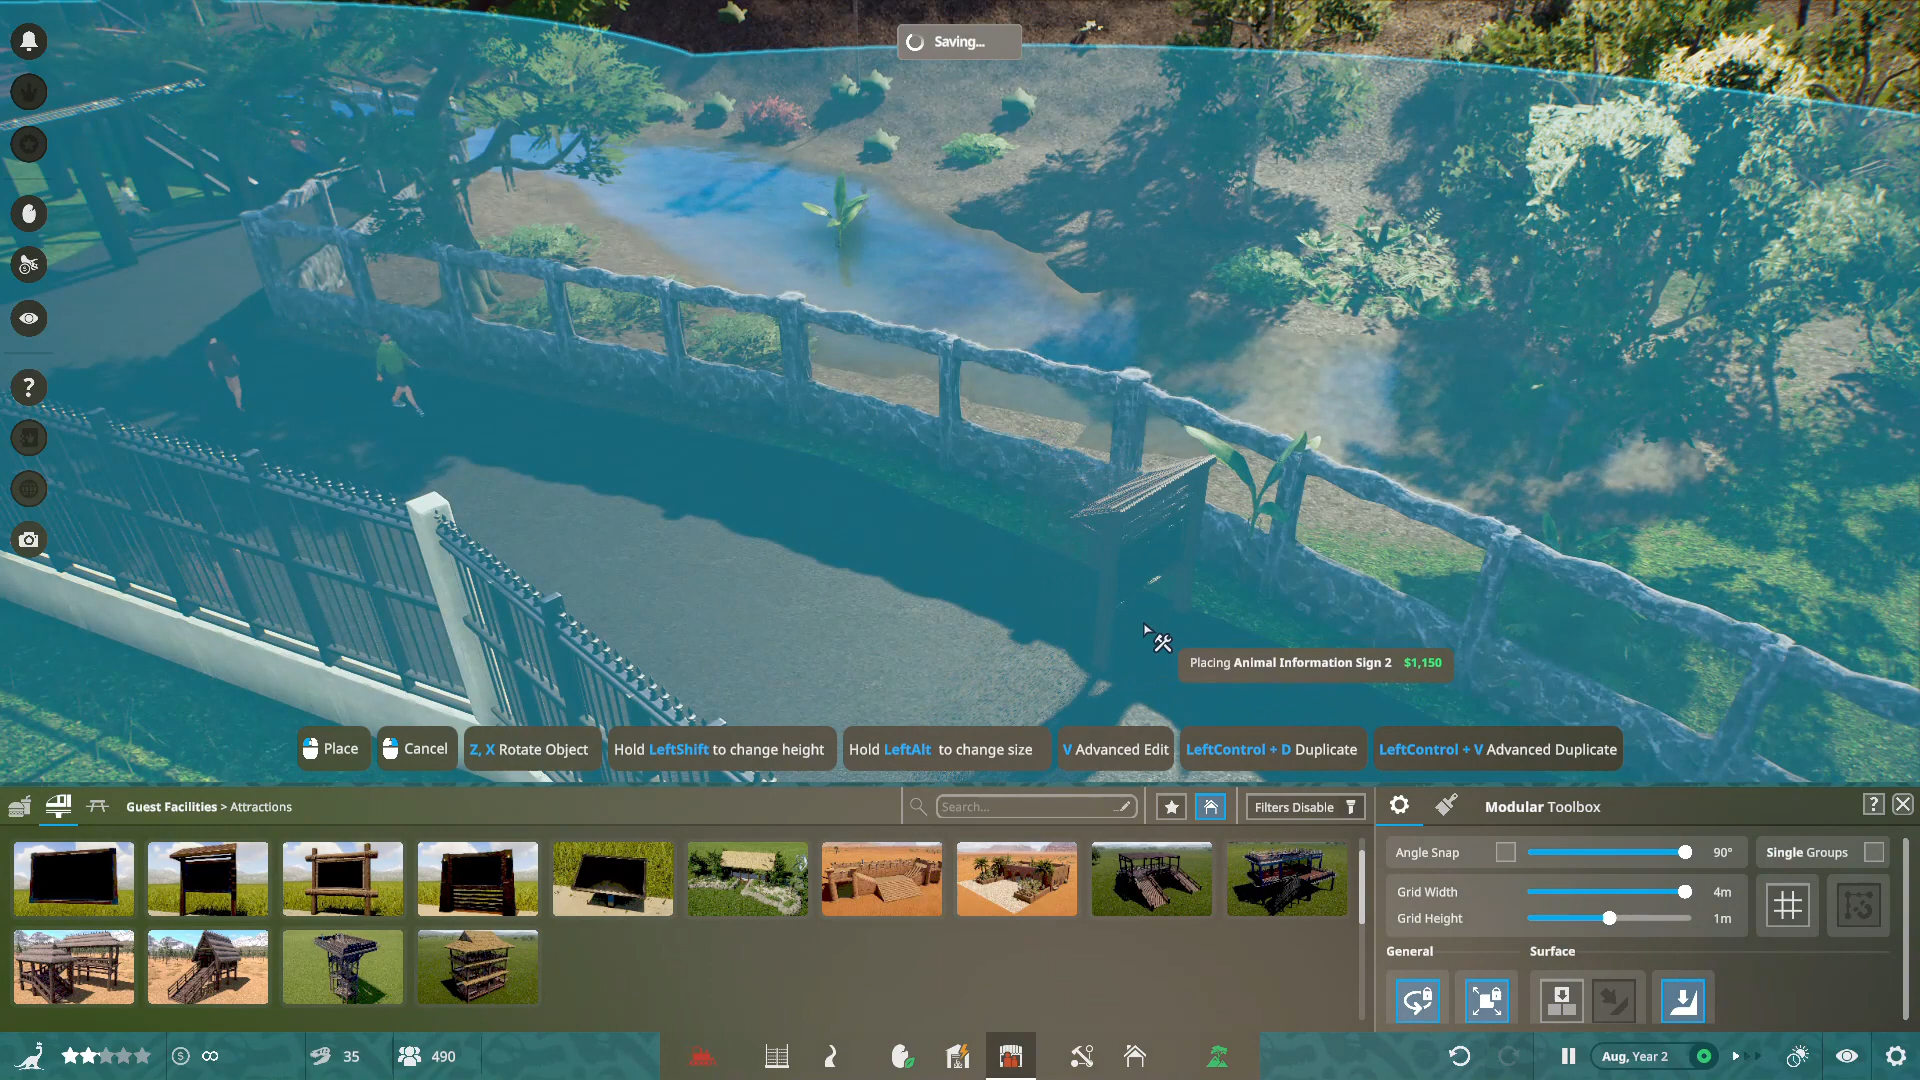 Saving...
Placing Animal Information Sign 2 $1,150
Place
Cancel
Z, X Rotate Object
Hold LeftShift to change height
Hold LeftAlt to change size
V Advanced Edit
LeftControl + D Duplicate
LeftControl + V Advanced Duplicate
Guest Facilities > Attractions
Search...
Filters Disable
Modular Toolbox
?
Angle Snap
90°
Single Groups
Grid Width
4m
Grid Height
1m
General
Surface
35
490
Aug, Year 2